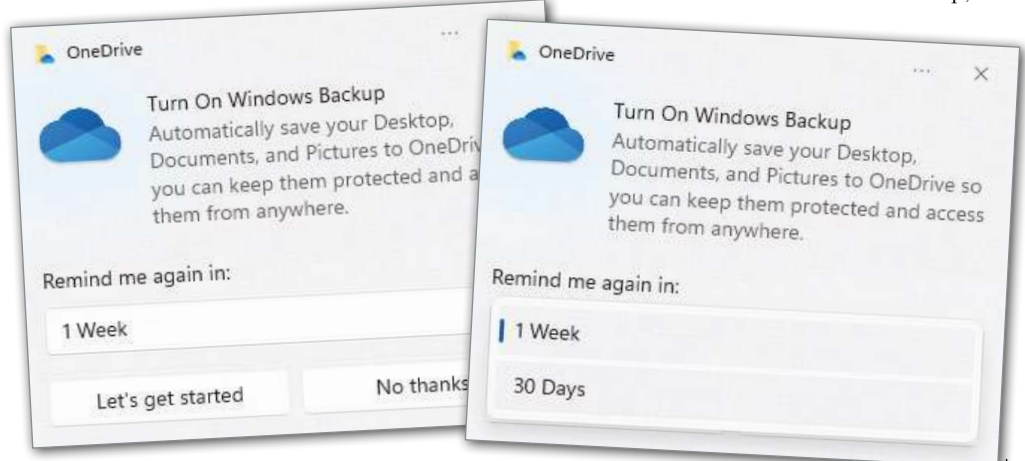 OneDrive
...
Turn On Windows Backup
Automatically save your Desktop,
Documents, and Pictures to
you can keep them protected and
them from anywhere.
Remind me again in:
1 Week
Let's get started
No thanks
OneDrive
...
Turn On Windows Backup
Automatically save your Desktop,
Documents, and Pictures to OneDrive so
you can keep them protected and access
them from anywhere.
Remind me again in:
1 Week
30 Days